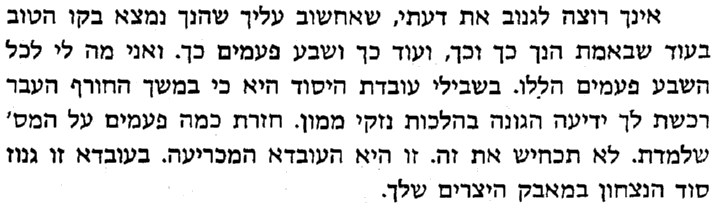 אינך רוצה לגנוב את דעתי, שאחשוב עליך שהנך נמצא בקו הטוב
בעוד שבאמת הנך כך וכך, ועוד כך ושבע פעמים כך. ואני מה לי לכל
השבע פעמים הללו. בשבילי עובדת היסוד היא כי במשך החורף העבר
רכשת לך ידיעה הגונה בהלכות נזקי ממון. חזרת כמה פעמים על המס׳
שלמדת. לא תכחיש את זה. זו היא העובדא המכריעה. בעובדא זו גנוז
סוד הנצחון במאבק היצרים שלך.